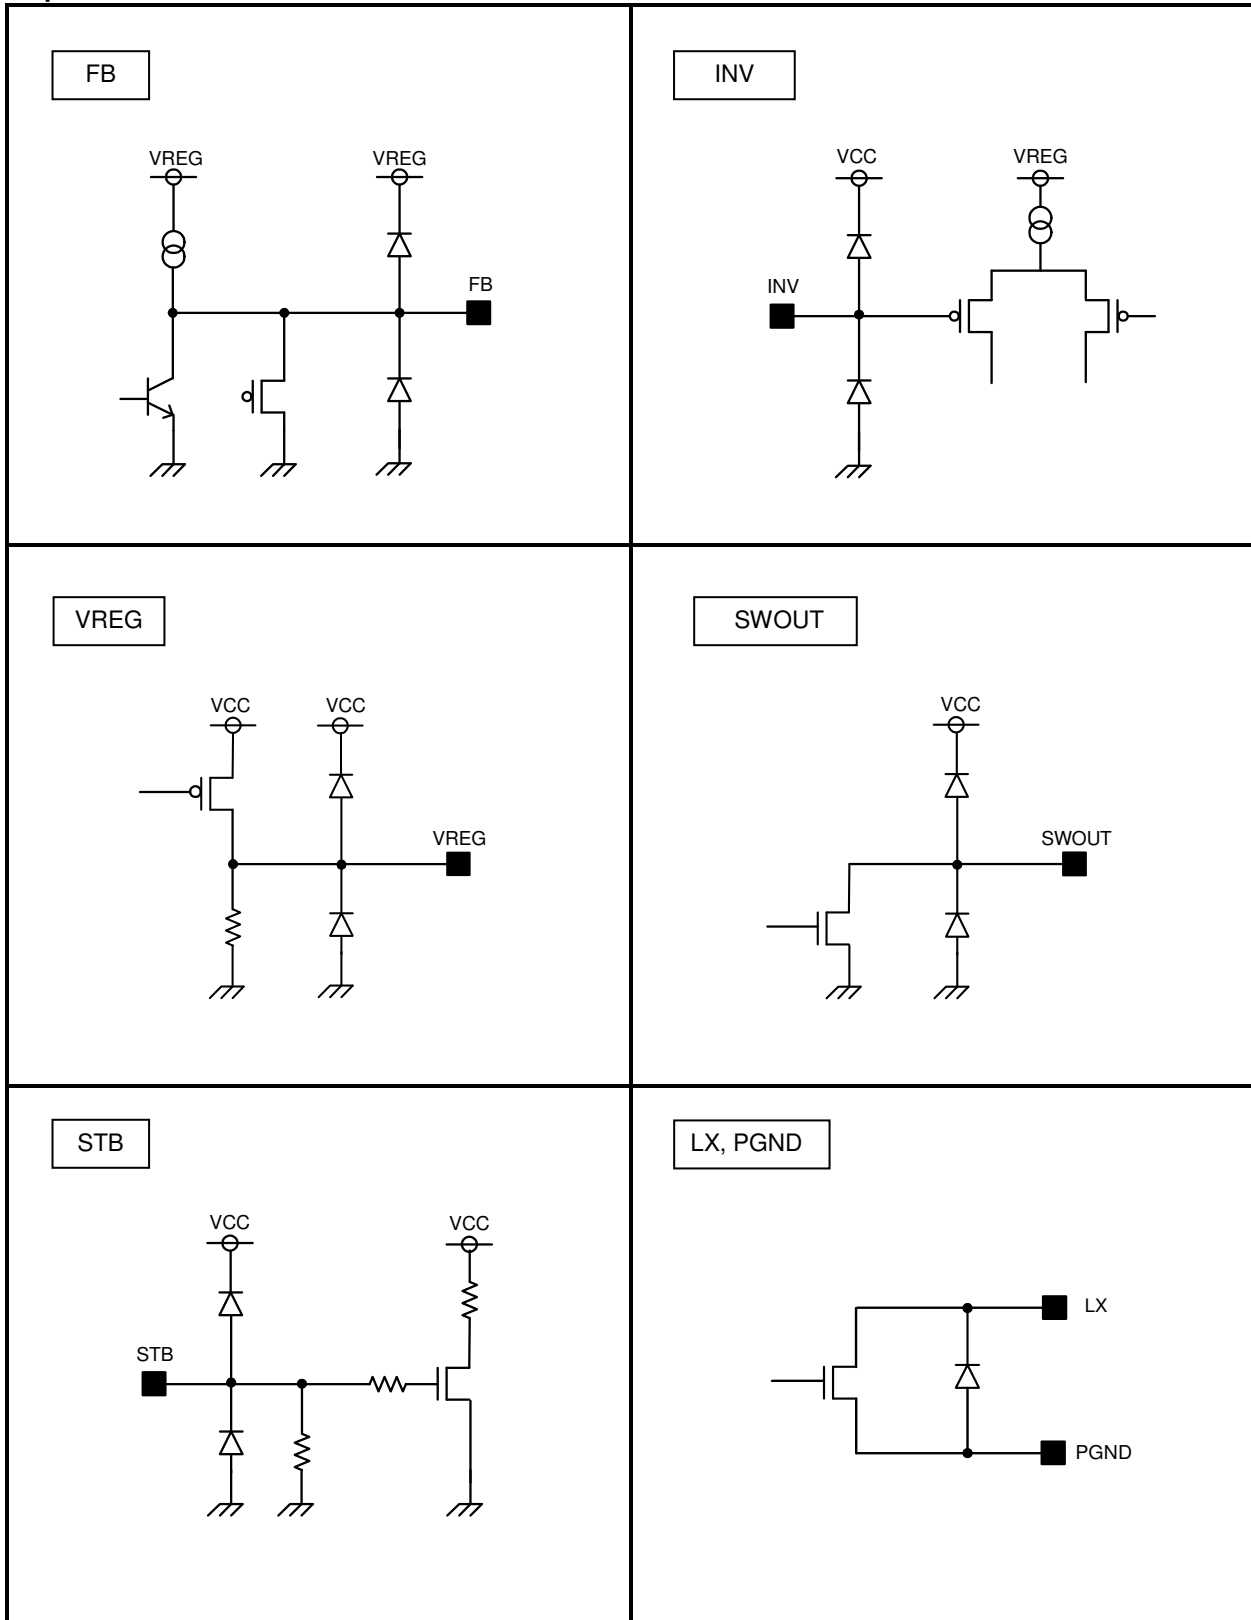 FB
VREG
VREG
FB
INV
VCC
VREG
INV
VREG
VCC
VCC
VREG
SWOUT
VCC
SWOUT
STB
VCC
VCC
STB
LX, PGND
LX
PGND